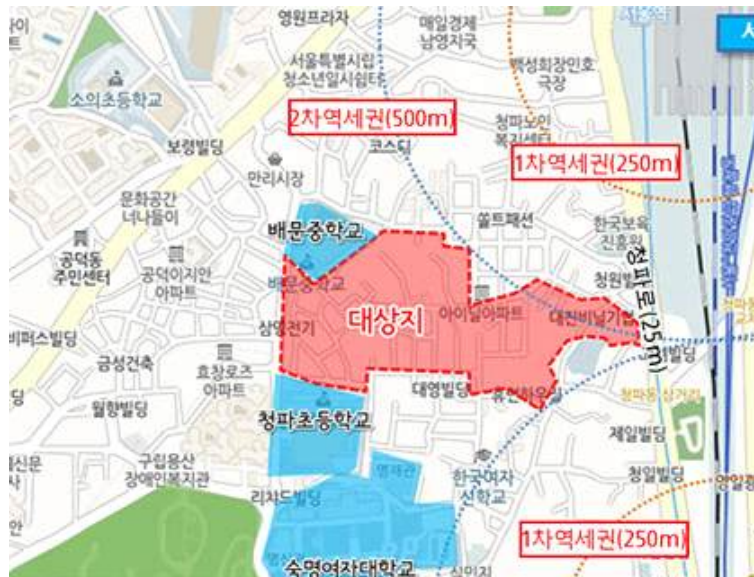 영원프라자
매일경제
남영지국
서울특별시립
청소년일시쉼터
백성희장민호
극장
소의초등학교
2차역세권(500m)
청파노인
복지센터
보령빌딩
코스딤
1차역세권(250m)
만리시장
문화공간
너나들이
쏠트패션
배문중학교
한국보육
진흥원
공덕동
주민센터
공덕이지안
아파트
배문중학교
청원빌
청파로(25m)
대상지
아이닐아파트
대진비닐기업
비퍼스빌딩
삼영전기
금성건축
효창로즈
아파트
대영빌딩
휴먼하우징
월향빌딩
청파초등학교
청파동 삼거리
제일빌딩
구립용산
장애인복지관
한국여자
신학교
청일빌딩
리차드빌딩
1차역세권(250m)
숙명여자대학교